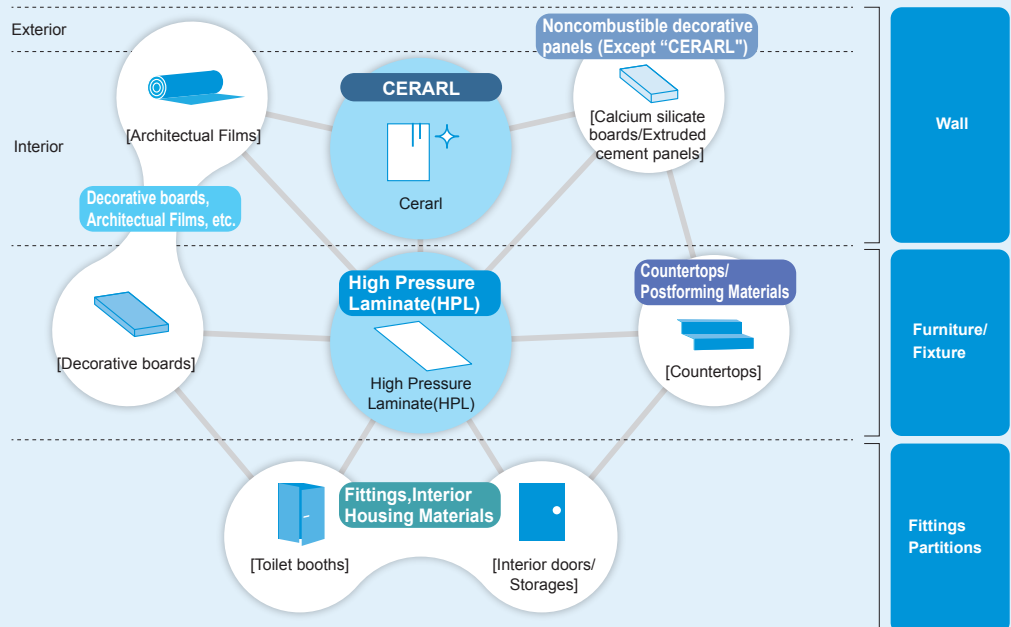 Exterior
Noncombustible decorative
panels (Except “CERARL")
CERARL
[Architectual Films]
[Calcium silicate
boards/Extruded
cement panels]
Wall
Interior
Cerarl
Decorative boards,
Architectual Films, etc.
High Pressure
Laminate(HPL)
Countertops/
Postforming Materials
[Decorative boards]
High Pressure
Laminate(HPL)
[Countertops]
Furniture/
Fixture
Fittings,Interior
Housing Materials
[Toilet booths]
[Interior doors/
Storages]
Fittings
Partitions